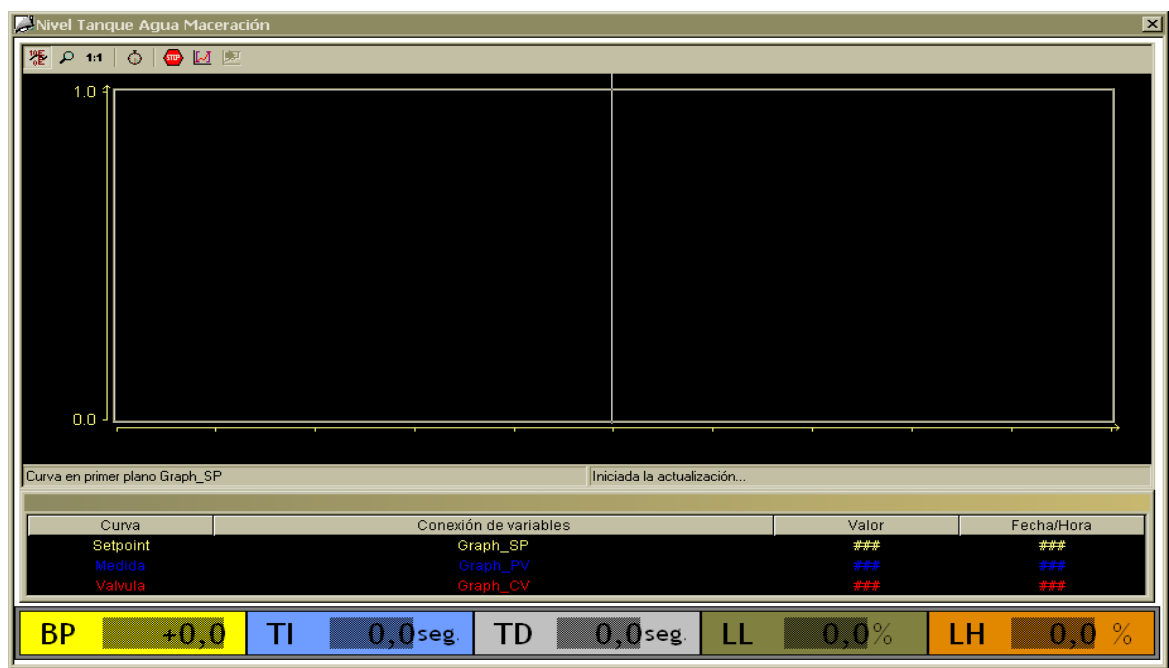 Nivel Tanque Agua Maceración
1:1 STOP
1.0
0.0
Curva en primer plano Graph_SP Iniciada la actualización...
Curva Conexión de variables Valor Fecha/Hora
Setpoint Graph_SP ### ###
Medida Graph_PV ### ###
Valvula Graph_CV ### ###
BP +0,0 TI 0,0seg. TD 0,0seg. LL 0,0% LH 0,0 %